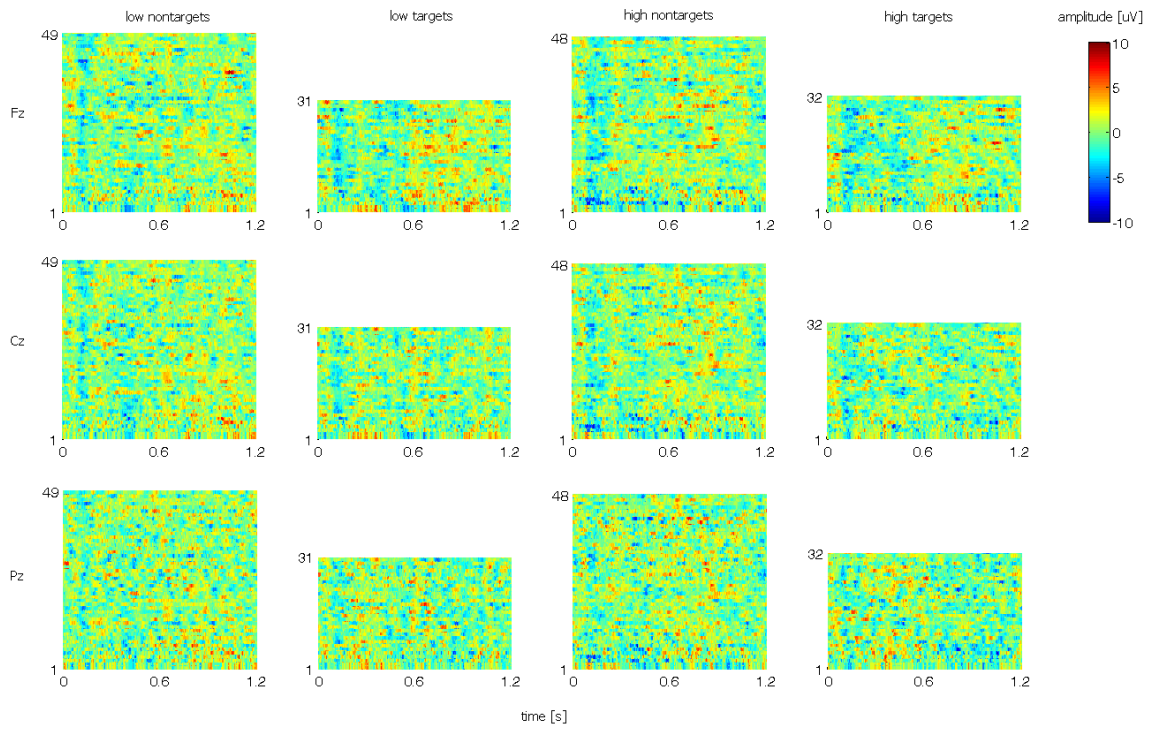 low nontargets low targets high nontargets high targets amplitude [uV]
49 48 10
31 32 5
Fz 0
-5
1 1 1 1 -10
0 0.6 1.2 0 0.6 1.2 0 0.6 1.2 0 0.6 1.2
49 48
31 32
Cz
1 1 1 1
0 0.6 1.2 0 0.6 1.2 0 0.6 1.2 0 0.6 1.2
49 48
31 32
Pz
1 1 1 1
0 0.6 1.2 0 0.6 1.2 0 0.6 1.2 0 0.6 1.2
time [s]